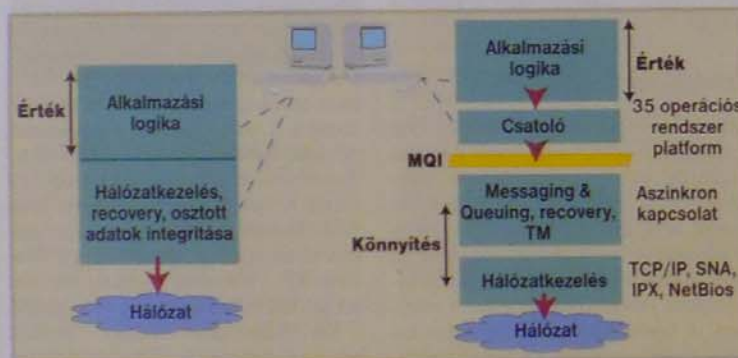 Érték
Alkalmazási
logika
Hálózatkezelés,
recovery, osztott
adatok integritása
Hálózat
Alkalmazási
logika
Érték
Csatoló
35 operációs
rendszer
platform
MQI
Messaging &
Queuing, recovery,
TM
Aszinkron
kapcsolat
Könnyítés
Hálózatkezelés
TCP/IP, SNA,
IPX, NetBios
Hálózat